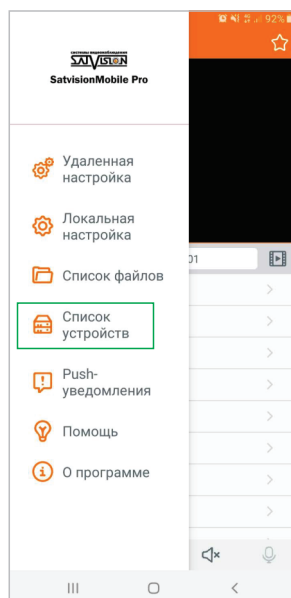 92%
системы видеонаблюдения
SATVISION
SatvisionMobile Pro
Удаленная
настройка
Локальная
настройка
01
Список файлов
Список
устройств
Push-
уведомления
Помощь
О программе